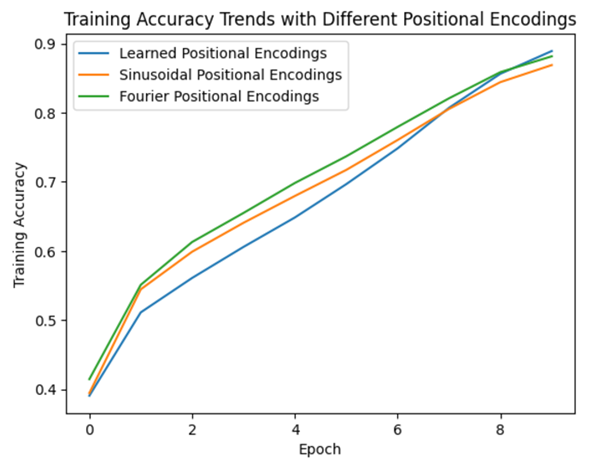 Training Accuracy Trends with Different Positional Encodings
Learned Positional Encodings
Sinusoidal Positional Encodings
Fourier Positional Encodings
Training Accuracy
0.9
0.8
0.7
0.6
0.5
0.4
0 2 4 6 8
Epoch